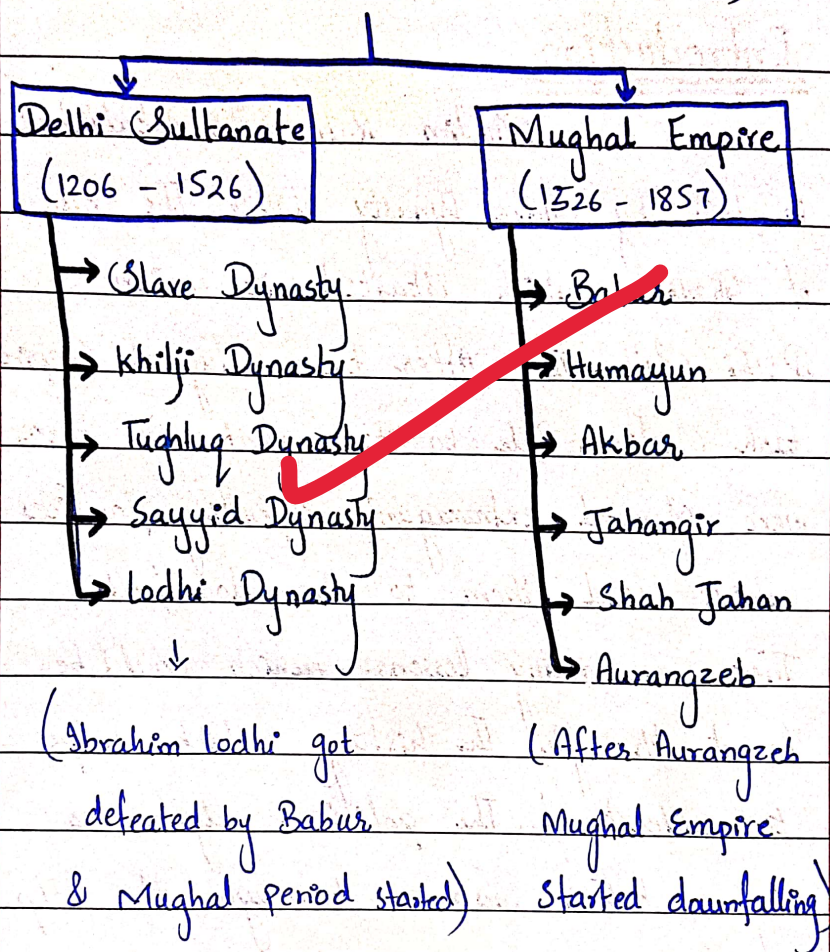 Delhi Sultanate
(1206 - 1526)
Slave Dynasty
Khilji Dynasty
Tughluq Dynasty
Sayyid Dynasty
Lodhi Dynasty
(Ibrahim Lodhi got
defeated by Babur
& Mughal period started)
Mughal Empire
(1526 - 1857)
Babur
Humayun
Akbar
Jahangir
Shah Jahan
Aurangzeb
(After Aurangzeb
Mughal Empire
started daunfalling)